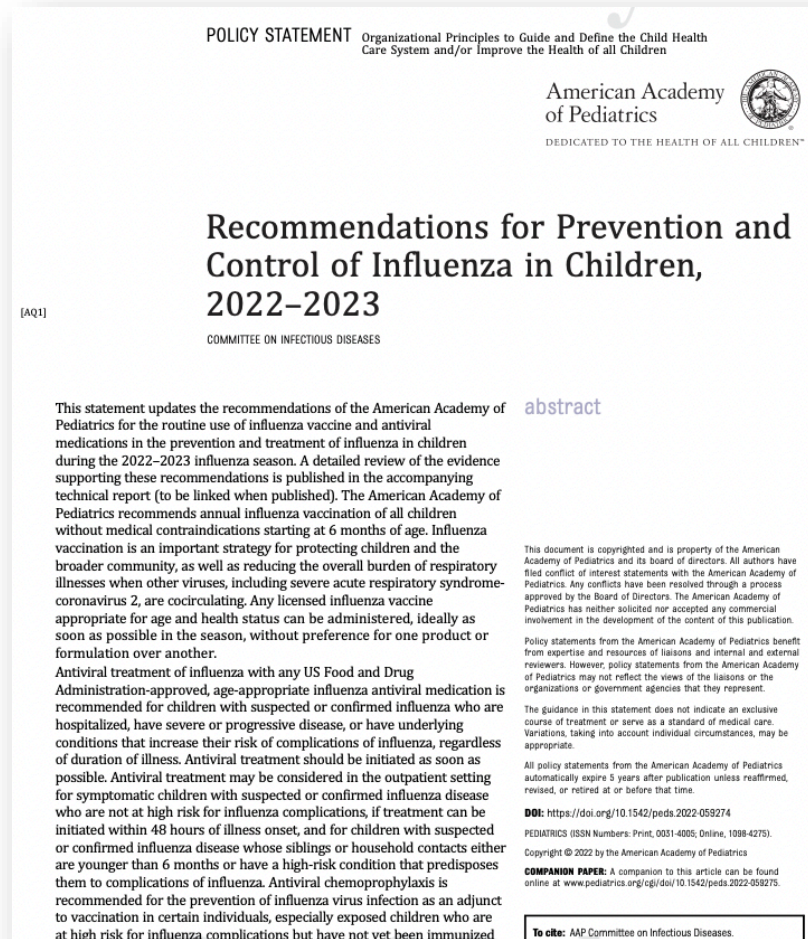 POLICY STATEMENT Organizational Principles to Guide and Define the Child Health
Care System and/or Improve the Health of all Children
American Academy
of Pediatrics
DEDICATED TO THE HEALTH OF ALL CHILDREN™
Recommendations for Prevention and
Control of Influenza in Children,
2022–2023
[AQ1]
COMMITTEE ON INFECTIOUS DISEASES
This statement updates the recommendations of the American Academy of
Pediatrics for the routine use of influenza vaccine and antiviral
medications in the prevention and treatment of influenza in children
during the 2022–2023 influenza season. A detailed review of the evidence
supporting these recommendations is published in the accompanying
technical report (to be linked when published). The American Academy of
Pediatrics recommends annual influenza vaccination of all children
without medical contraindications starting at 6 months of age. Influenza
vaccination is an important strategy for protecting children and the
broader community, as well as reducing the overall burden of respiratory
illnesses when other viruses, including severe acute respiratory syndrome-
coronavirus 2, are cocirculating. Any licensed influenza vaccine
appropriate for age and health status can be administered, ideally as
soon as possible in the season, without preference for one product or
formulation over another.
Antiviral treatment of influenza with any US Food and Drug
Administration-approved, age-appropriate influenza antiviral medication is
recommended for children with suspected or confirmed influenza who are
hospitalized, have severe or progressive disease, or have underlying
conditions that increase their risk of complications of influenza, regardless
of duration of illness. Antiviral treatment should be initiated as soon as
possible. Antiviral treatment may be considered in the outpatient setting
for symptomatic children with suspected or confirmed influenza disease
who are not at high risk for influenza complications, if treatment can be
initiated within 48 hours of illness onset, and for children with suspected
or confirmed influenza disease whose siblings or household contacts either
are younger than 6 months or have a high-risk condition that predisposes
them to complications of influenza. Antiviral chemoprophylaxis is
recommended for the prevention of influenza virus infection as an adjunct
to vaccination in certain individuals, especially exposed children who are
at high risk for influenza complications but have not yet been immunized
abstract
This document is copyrighted and is property of the American
Academy of Pediatrics and its board of directors. All authors have
filed conflict of interest statements with the American Academy of
Pediatrics. Any conflicts have been resolved through a process
approved by the Board of Directors. The American Academy of
Pediatrics has neither solicited nor accepted any commercial
involvement in the development of the content of this publication.
Policy statements from the American Academy of Pediatrics benefit
from expertise and resources of liaisons and internal and external
reviewers. However, policy statements from the American Academy
of Pediatrics may not reflect the views of the liaisons or the
organizations or government agencies that they represent.
The guidance in this statement does not indicate an exclusive
course of treatment or serve as a standard of medical care.
Variations, taking into account individual circumstances, may be
appropriate.
All policy statements from the American Academy of Pediatrics
automatically expire 5 years after publication unless reaffirmed,
revised, or retired at or before that time.
DOI: https://doi.org/10.1542/peds.2022-059274
PEDIATRICS (ISSN Numbers: Print, 0031-4005; Online, 1098-4275).
Copyright © 2022 by the American Academy of Pediatrics
COMPANION PAPER: A companion to this article can be found
online at www.pediatrics.org/cgi/doi/10.1542/peds.2022-059275.
To cite: AAP Committee on Infectious Diseases.